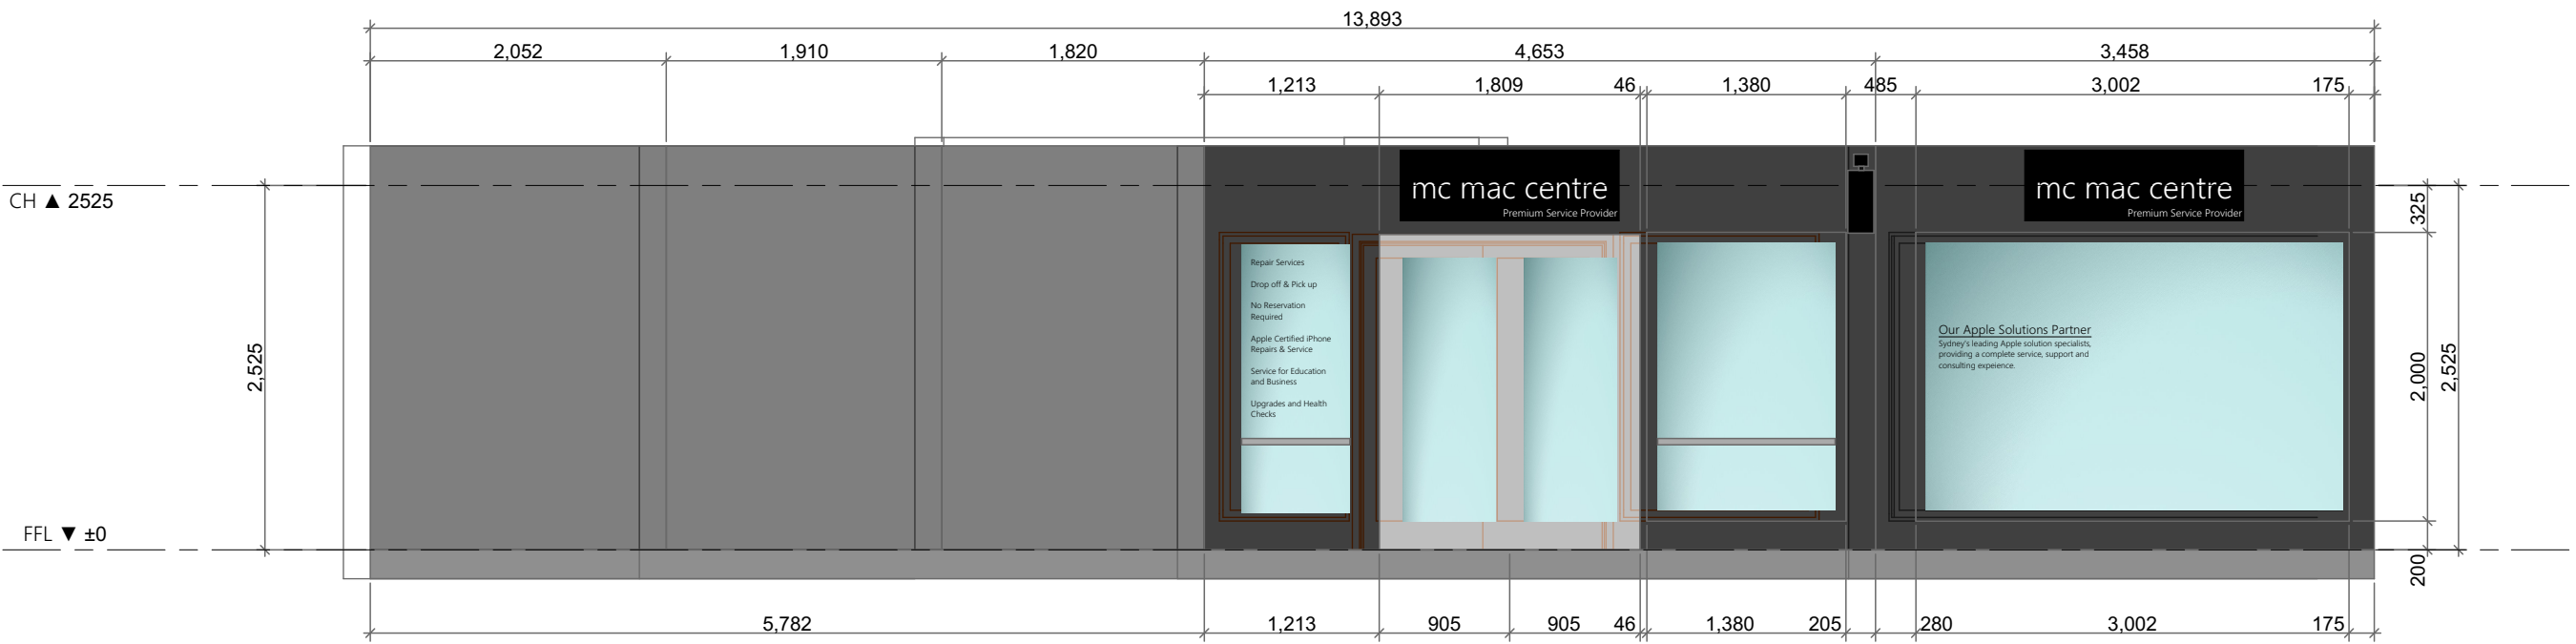 13,893
2,052 1,910 1,820 4,653 3,458
1,213 1,809 46 1,380 485 3,002 175
CH ▲ 2525
mc mac centre
Premium Service Provider
mc mac centre
Premium Service Provider
325
Repair Services
Drop off & Pick up
No Reservation
Required
Apple Certified iPhone
Repairs & Service
Service for Education
and Business
Upgrades and Health
Checks
Our Apple Solutions Partner
Sydney's leading Apple solution specialists,
providing a complete service, support and
consulting expeience.
2,525
2,000
2,525
FFL ▼ ±0
200
5,782 1,213 905 905 46 1,380 205 280 3,002 175